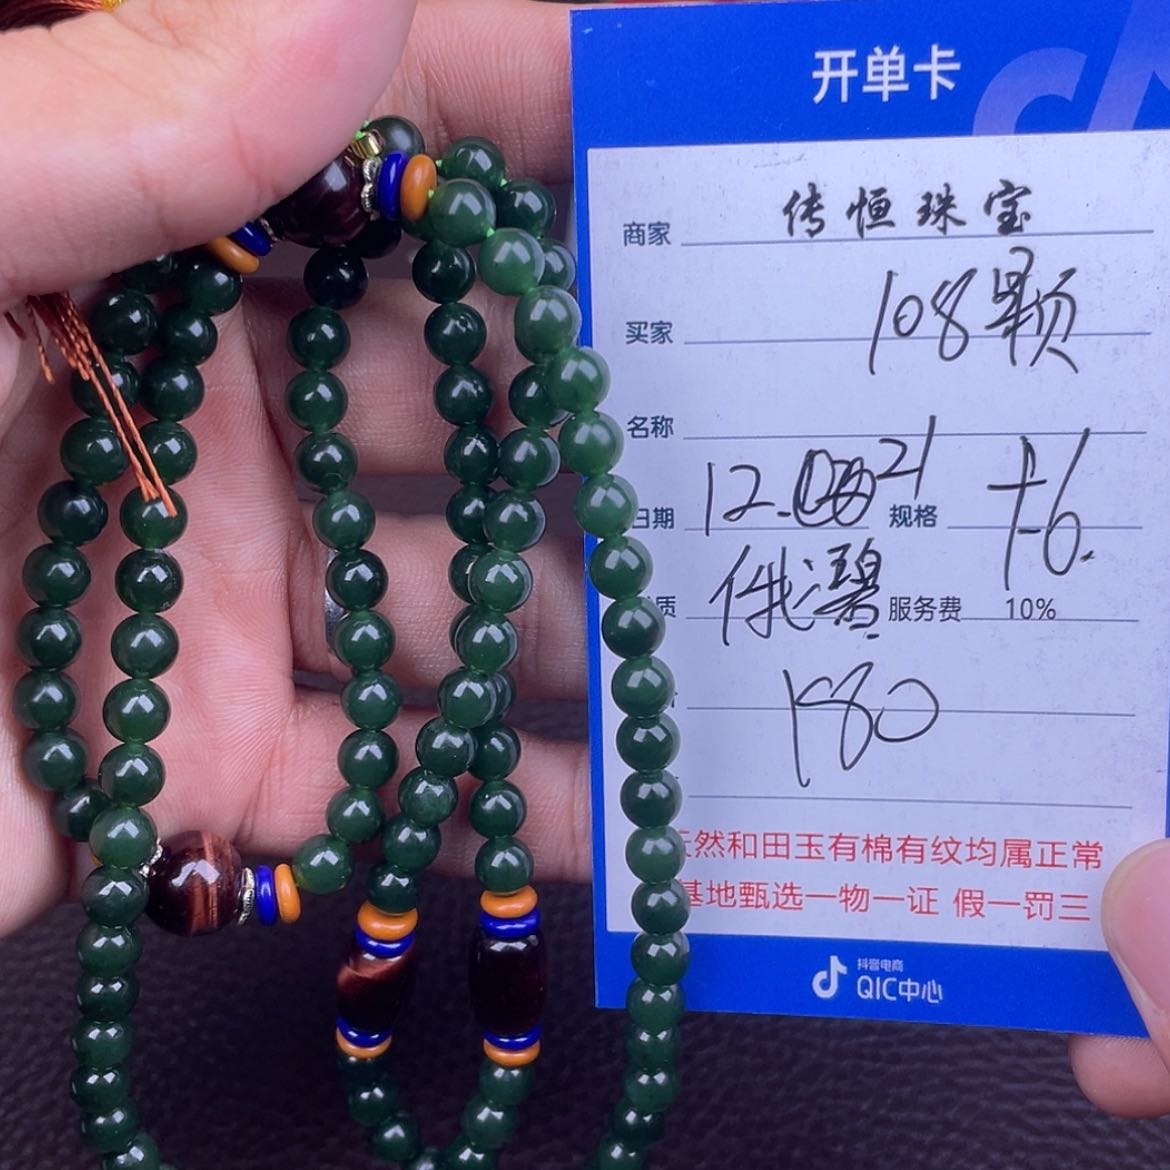 开单卡
商家 传恒珠宝
买家 108颗
名称
日期 12. 21 规格 +6.
质 俄碧 服务费 10%
180
天然和田玉有棉有纹均属正常
基地甄选一物一证 假一罚三
抖音电商
QIC中心